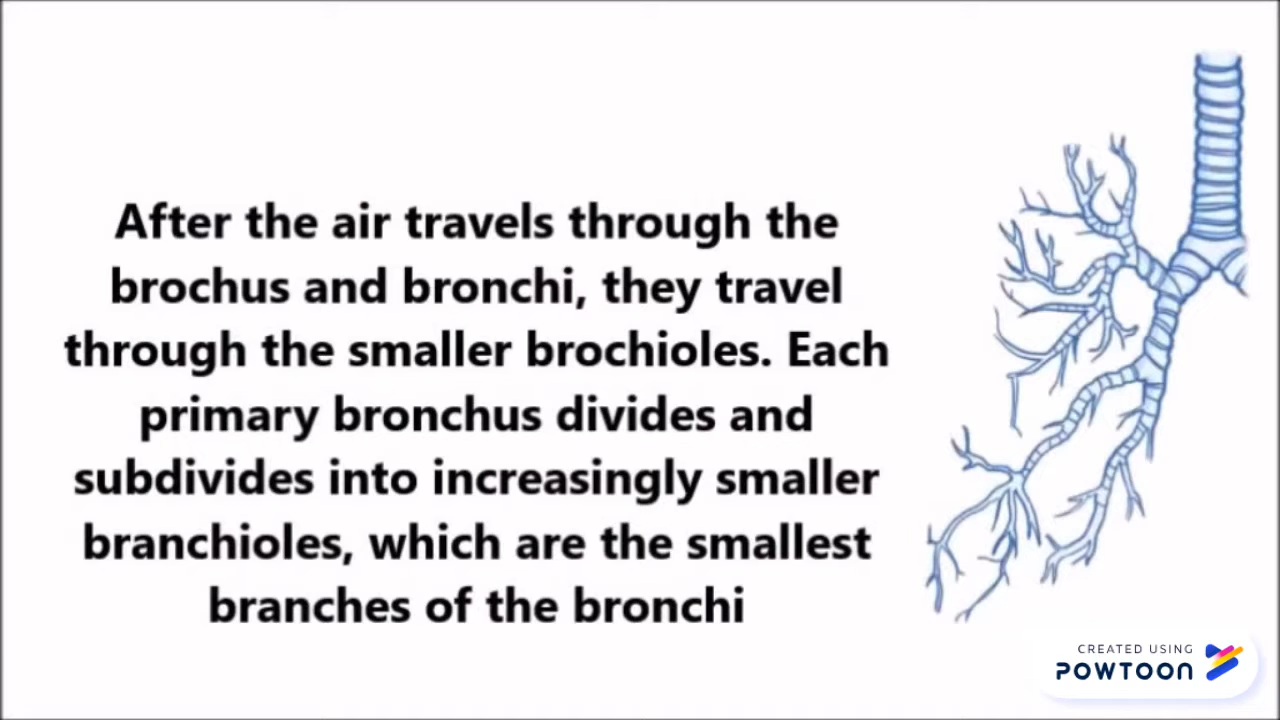 After the air travels through the
brochus and bronchi, they travel
through the smaller brochioles. Each
primary bronchus divides and
subdivides into increasingly smaller
branchioles, which are the smallest
branches of the bronchi
CREATED USING
POWTOON